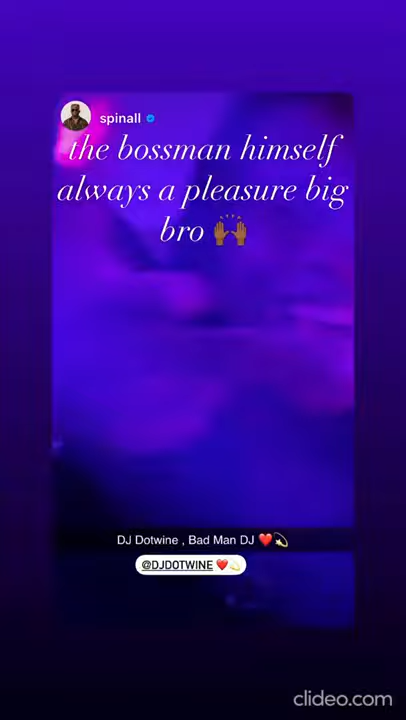 spinall
the bossman himself
always a pleasure big
bro 🙌🏾
DJ Dotwine , Bad Man DJ ❤️💫
@DJDOTWINE ❤️💫
clideo.com